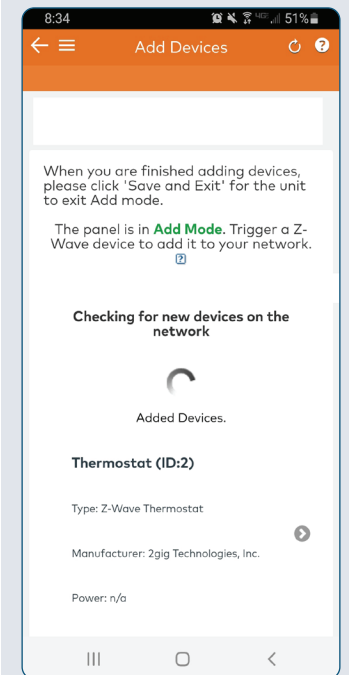 8:34
4GE 51%
Add Devices
?
When you are finished adding devices,
please click 'Save and Exit' for the unit
to exit Add mode.
The panel is in Add Mode. Trigger a Z-
Wave device to add it to your network.
?
Checking for new devices on the
network
Added Devices.
Thermostat (ID:2)
Type: Z-Wave Thermostat
Manufacturer: 2gig Technologies, Inc.
Power: n/a